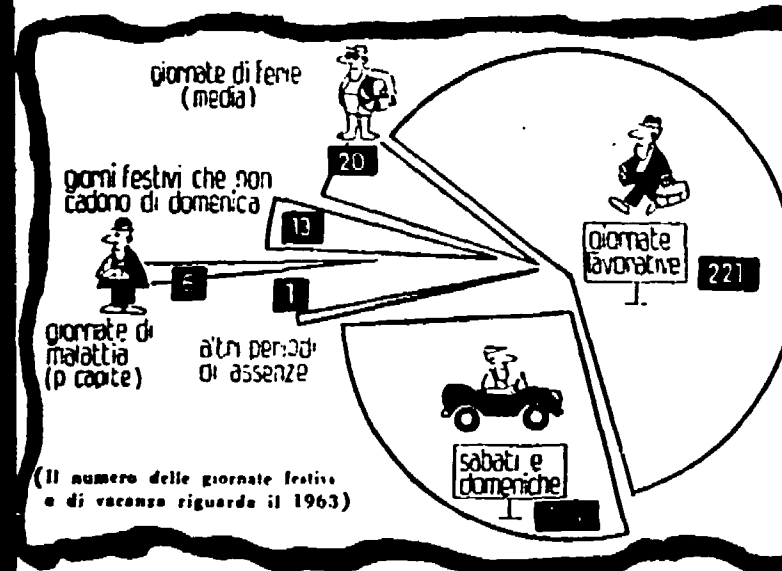 giornate di ferie
(media)
20
giorni festivi che non
cadono di domenica
13
1
giornate di
malattia
(p capite)
altri periodi
di assenze
giornate
lavorative
221
sabati e
domeniche
(Il numero delle giornate festive
e di vacanza riguarda il 1963)